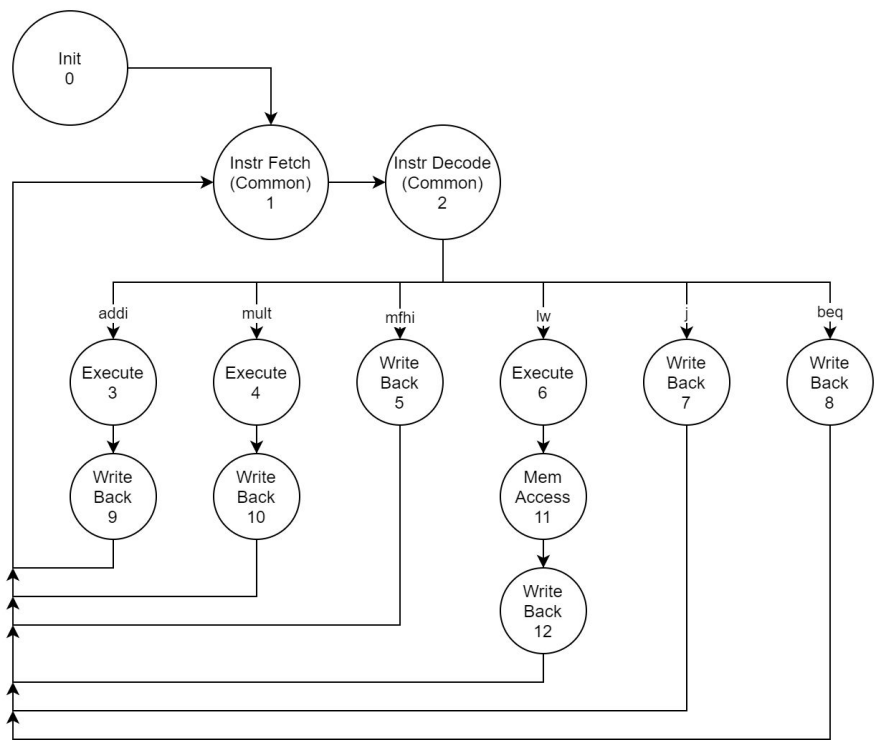 Init
0
Instr Fetch
(Common)
1
Instr Decode
(Common)
2
addi
mult
mfhi
lw
j
beq
Execute
3
Execute
4
Write
Back
5
Execute
6
Write
Back
7
Write
Back
8
Write
Back
9
Write
Back
10
Mem
Access
11
Write
Back
12